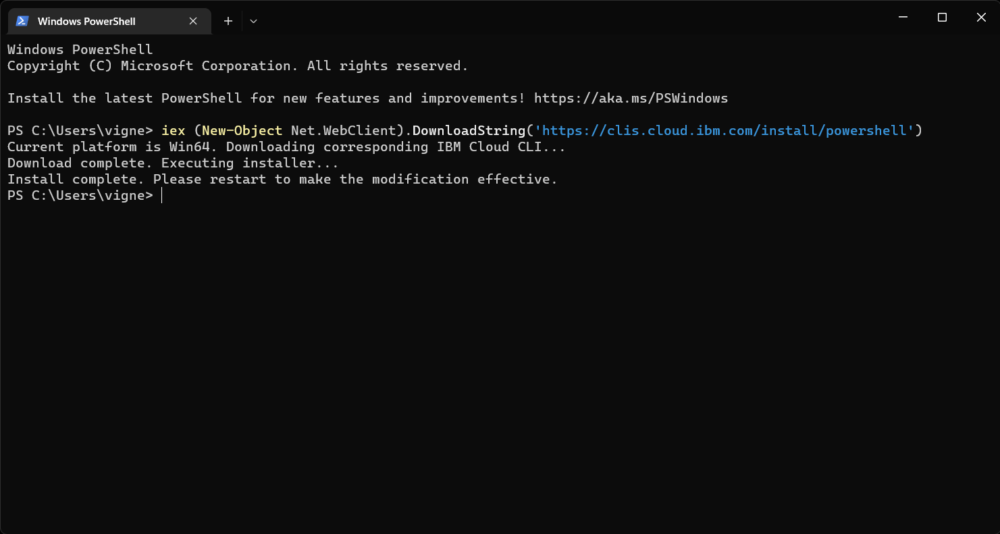 Windows PowerShell
Windows PowerShell
Copyright (C) Microsoft Corporation. All rights reserved.
Install the latest PowerShell for new features and improvements! https://aka.ms/PSWindows
PS C:\Users\vigne> iex (New-Object Net.WebClient).DownloadString('https://clis.cloud.ibm.com/install/powershell')
Current platform is Win64. Downloading corresponding IBM Cloud CLI...
Download complete. Executing installer...
Install complete. Please restart to make the modification effective.
PS C:\Users\vigne>